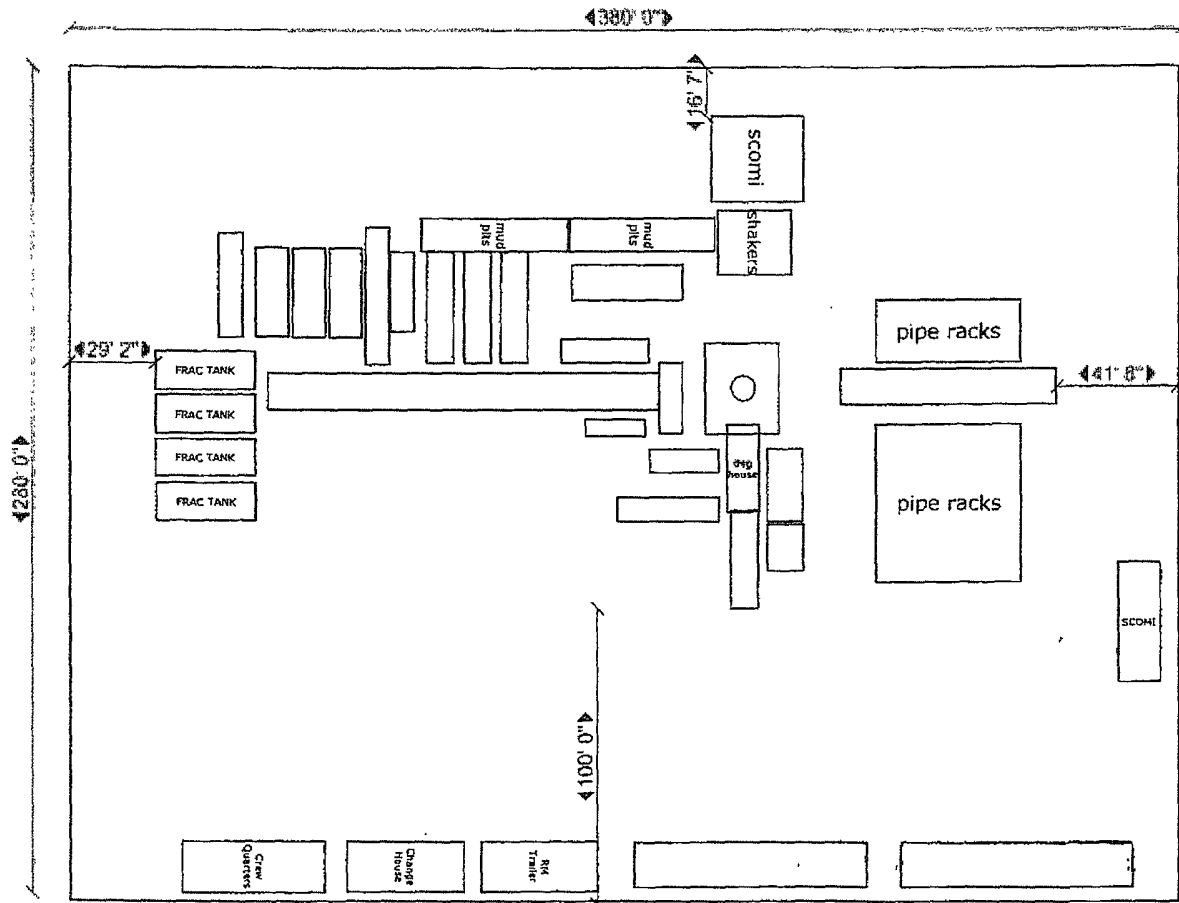 380' 0"
16' 7"
scomi
shakers
mud
pits
mud
pits
pipe racks
29' 2"
FRAC TANK
41' 8"
FRAC TANK
280' 0"
FRAC TANK
dog
house
FRAC TANK
pipe racks
SCOMI
100' 0"
Crew
Quarters
Change
House
RM
Trailer